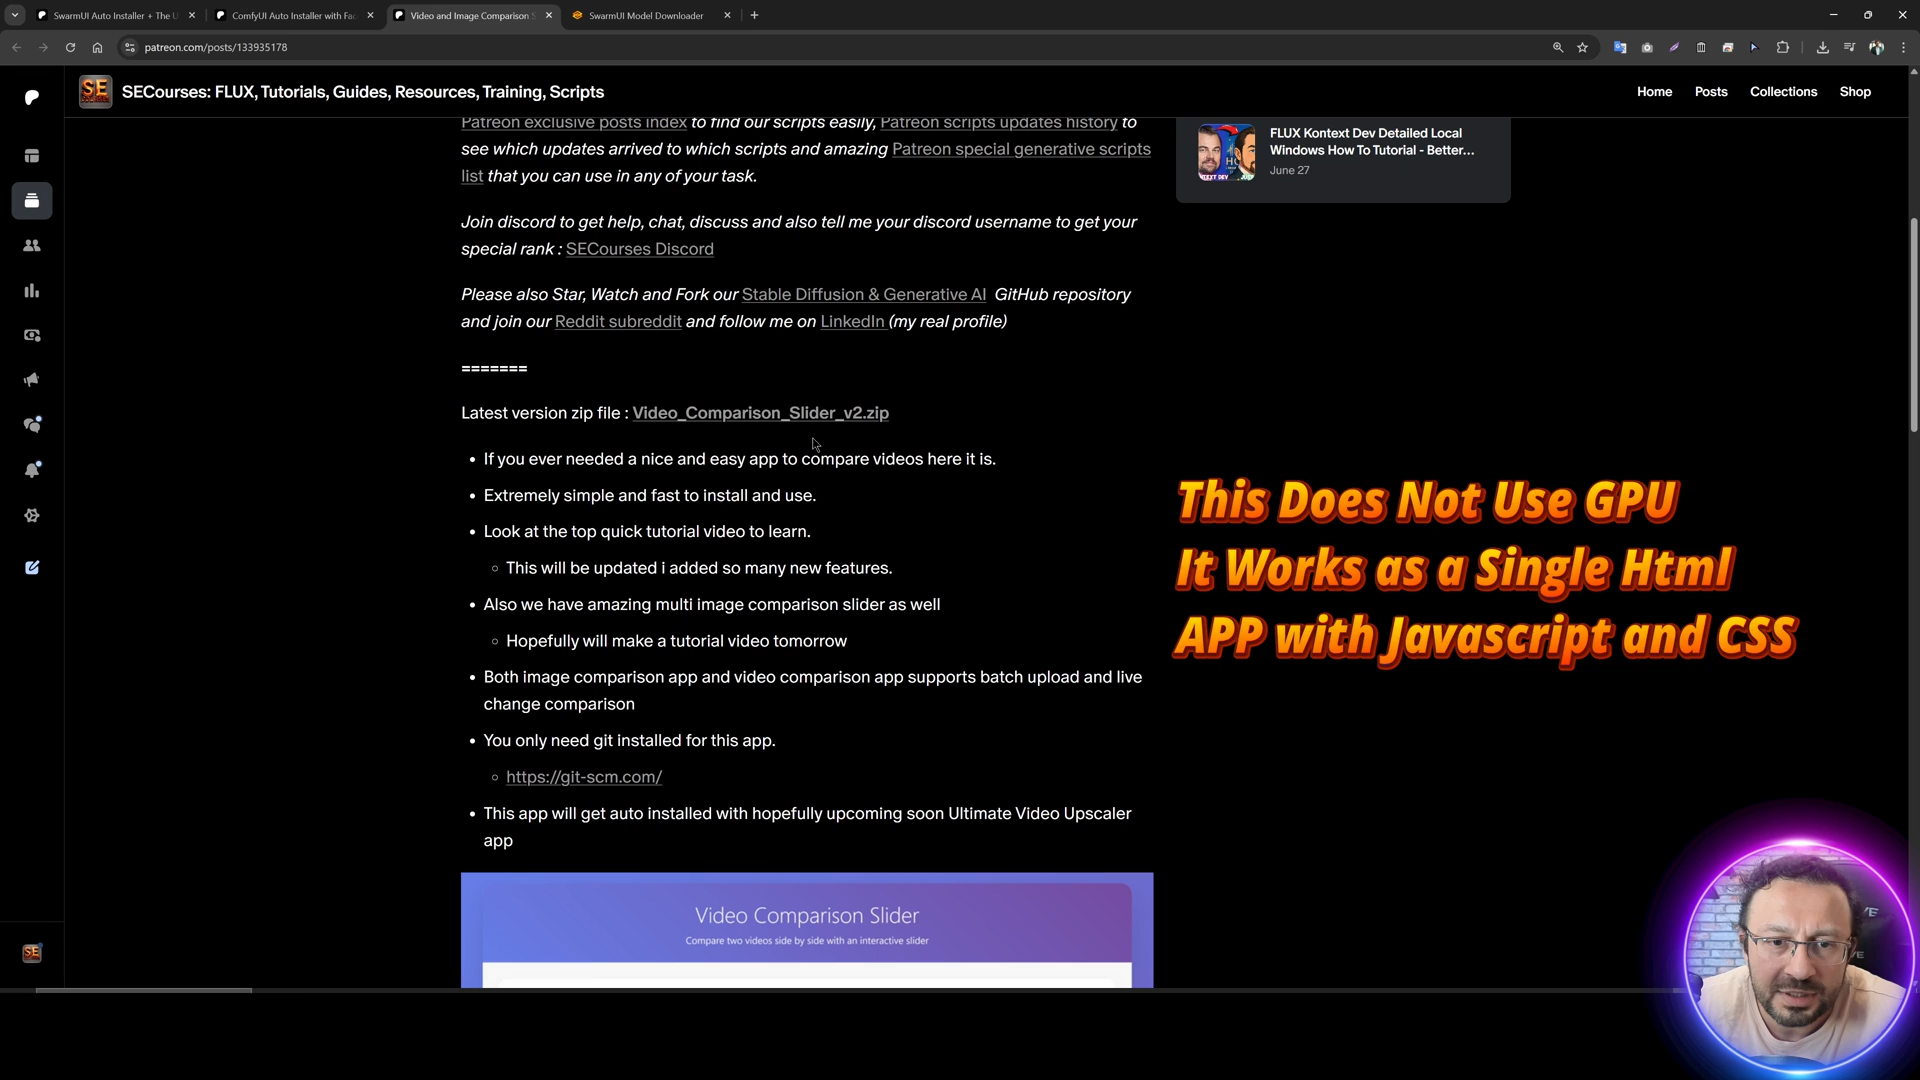 SwarmUI Auto Installer + The U
ComfyUI Auto Installer with Fac
Video and Image Comparison S
SwarmUI Model Downloader
patreon.com/posts/133935178
SECourses: FLUX, Tutorials, Guides, Resources, Training, Scripts
Home
Posts
Collections
Shop
Patreon exclusive posts index to find our scripts easily, Patreon scripts updates history to
see which updates arrived to which scripts and amazing Patreon special generative scripts
list that you can use in any of your task.
FLUX Kontext Dev Detailed Local
Windows How To Tutorial - Better...
June 27
Join discord to get help, chat, discuss and also tell me your discord username to get your
special rank : SECourses Discord
Please also Star, Watch and Fork our Stable Diffusion & Generative AI GitHub repository
and join our Reddit subreddit and follow me on LinkedIn (my real profile)
=======
Latest version zip file : Video_Comparison_Slider_v2.zip
• If you ever needed a nice and easy app to compare videos here it is.
• Extremely simple and fast to install and use.
• Look at the top quick tutorial video to learn.
◦ This will be updated i added so many new features.
• Also we have amazing multi image comparison slider as well
◦ Hopefully will make a tutorial video tomorrow
• Both image comparison app and video comparison app supports batch upload and live
change comparison
• You only need git installed for this app.
◦ https://git-scm.com/
• This app will get auto installed with hopefully upcoming soon Ultimate Video Upscaler
app
This Does Not Use GPU
It Works as a Single Html
APP with Javascript and CSS
Video Comparison Slider
Compare two videos side by side with an interactive slider
SE